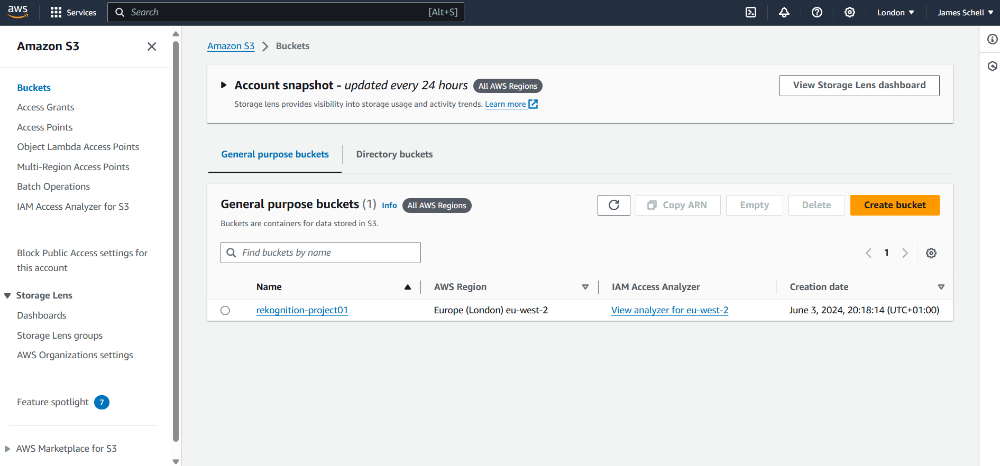 aws Services Search [Alt+S] London James Schell
Amazon S3
Buckets
Access Grants
Access Points
Object Lambda Access Points
Multi-Region Access Points
Batch Operations
IAM Access Analyzer for S3
Block Public Access settings for
this account
Storage Lens
Dashboards
Storage Lens groups
AWS Organizations settings
Feature spotlight 7
AWS Marketplace for S3
Amazon S3 Buckets
Account snapshot - updated every 24 hours All AWS Regions View Storage Lens dashboard
Storage lens provides visibility into storage usage and activity trends. Learn more
General purpose buckets Directory buckets
General purpose buckets (1) Info All AWS Regions Copy ARN Empty Delete Create bucket
Buckets are containers for data stored in S3.
Find buckets by name 1
Name AWS Region IAM Access Analyzer Creation date
rekognition-project01 Europe (London) eu-west-2 View analyzer for eu-west-2 June 3, 2024, 20:18:14 (UTC+01:00)